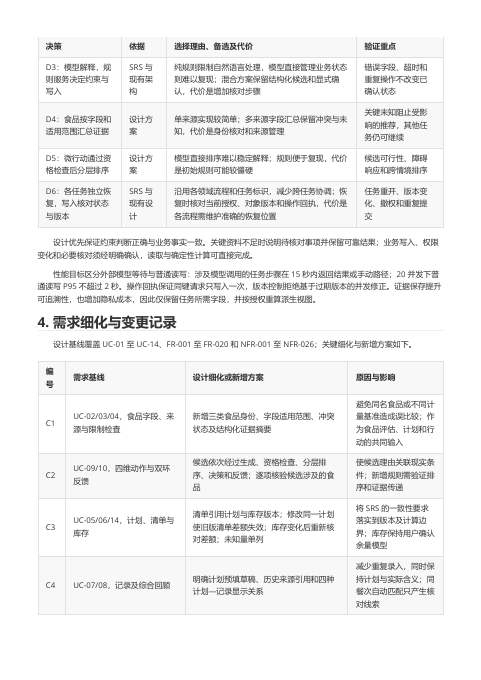 决策 依据 选择理由、备选及代价 验证重点
D3：模型解释，规 SRS 与 纯规则限制自然语言处理，模型直接管理业务状态 错误字段、超时和
则服务决定约束与 现有架 则难以复现；混合方案保留结构化候选和显式确 重复操作不改变已
写入 构 认，代价是增加核对步骤 确认状态
D4：食品按字段和 设计方 单来源实现较简单；多来源字段汇总保留冲突与未 关键未知阻止受影
适用范围汇总证据 案 知，代价是身份核对和来源管理 响的推荐，其他任
务仍可继续
D5：微行动通过资 设计方 模型直接排序难以稳定解释；规则便于复现，代价 候选可行性、障碍
格检查后分层排序 案 是初始规则可能较僵硬 响应和跨情境排序
D6：各任务独立恢 SRS 与 沿用各领域流程和任务标识，减少跨任务协调；恢 任务重开、版本变
复，写入核对状态 现有设 复时核对当前授权、对象版本和操作回执，代价是 化、撤权和重复提
与版本 计 各流程需维护准确的恢复位置 交
设计优先保证约束判断正确与业务事实一致。关键资料不足时说明待核对事项并保留可靠结果；业务写入、权限
变化和必要核对须经明确确认，读取与确定性计算可直接完成。
性能目标区分外部模型等待与普通读写：涉及模型调用的任务步骤在 15 秒内返回结果或手动路径；20 并发下普
通读写 P95 不超过 2 秒。操作回执保证同键请求只写入一次，版本控制拒绝基于过期版本的并发修正。证据保存提升
可追溯性，也增加隐私成本，因此仅保留任务所需字段，并按授权重算派生视图。
4. 需求细化与变更记录
设计基线覆盖 UC-01 至 UC-14、FR-001 至 FR-020 和 NFR-001 至 NFR-026；关键细化与新增方案如下。
编
号 需求基线 设计细化或新增方案 原因与影响
C1 UC-02/03/04，食品字段、来 新增三类食品身份、字段适用范围、冲突 避免同名食品或不同计
源与限制检查 状态及结构化证据摘要 量基准造成误比较；作
为食品评估、计划和行
动的共同输入
C2 UC-09/10，四维动作与双环 候选依次经过生成、资格检查、分层排 使候选理由关联现实条
反馈 序、决策和反馈；逐项核验候选涉及的食 件；新增规则需验证排
品 序和证据传递
C3 UC-05/06/14，计划、清单与 清单引用计划与库存版本；修改同一计划 将 SRS 的一致性要求
库存 使旧版清单差额失效；库存变化后重新核 落实到版本及计算边
对差额；未知量单列 界；库存保持用户确认
余量模型
C4 UC-07/08，记录及综合回顾 明确计划预填草稿、历史来源引用和四种 减少重复录入，同时保
计划—记录显示关系 持计划与实际含义；同
餐次自动匹配只产生核
对线索